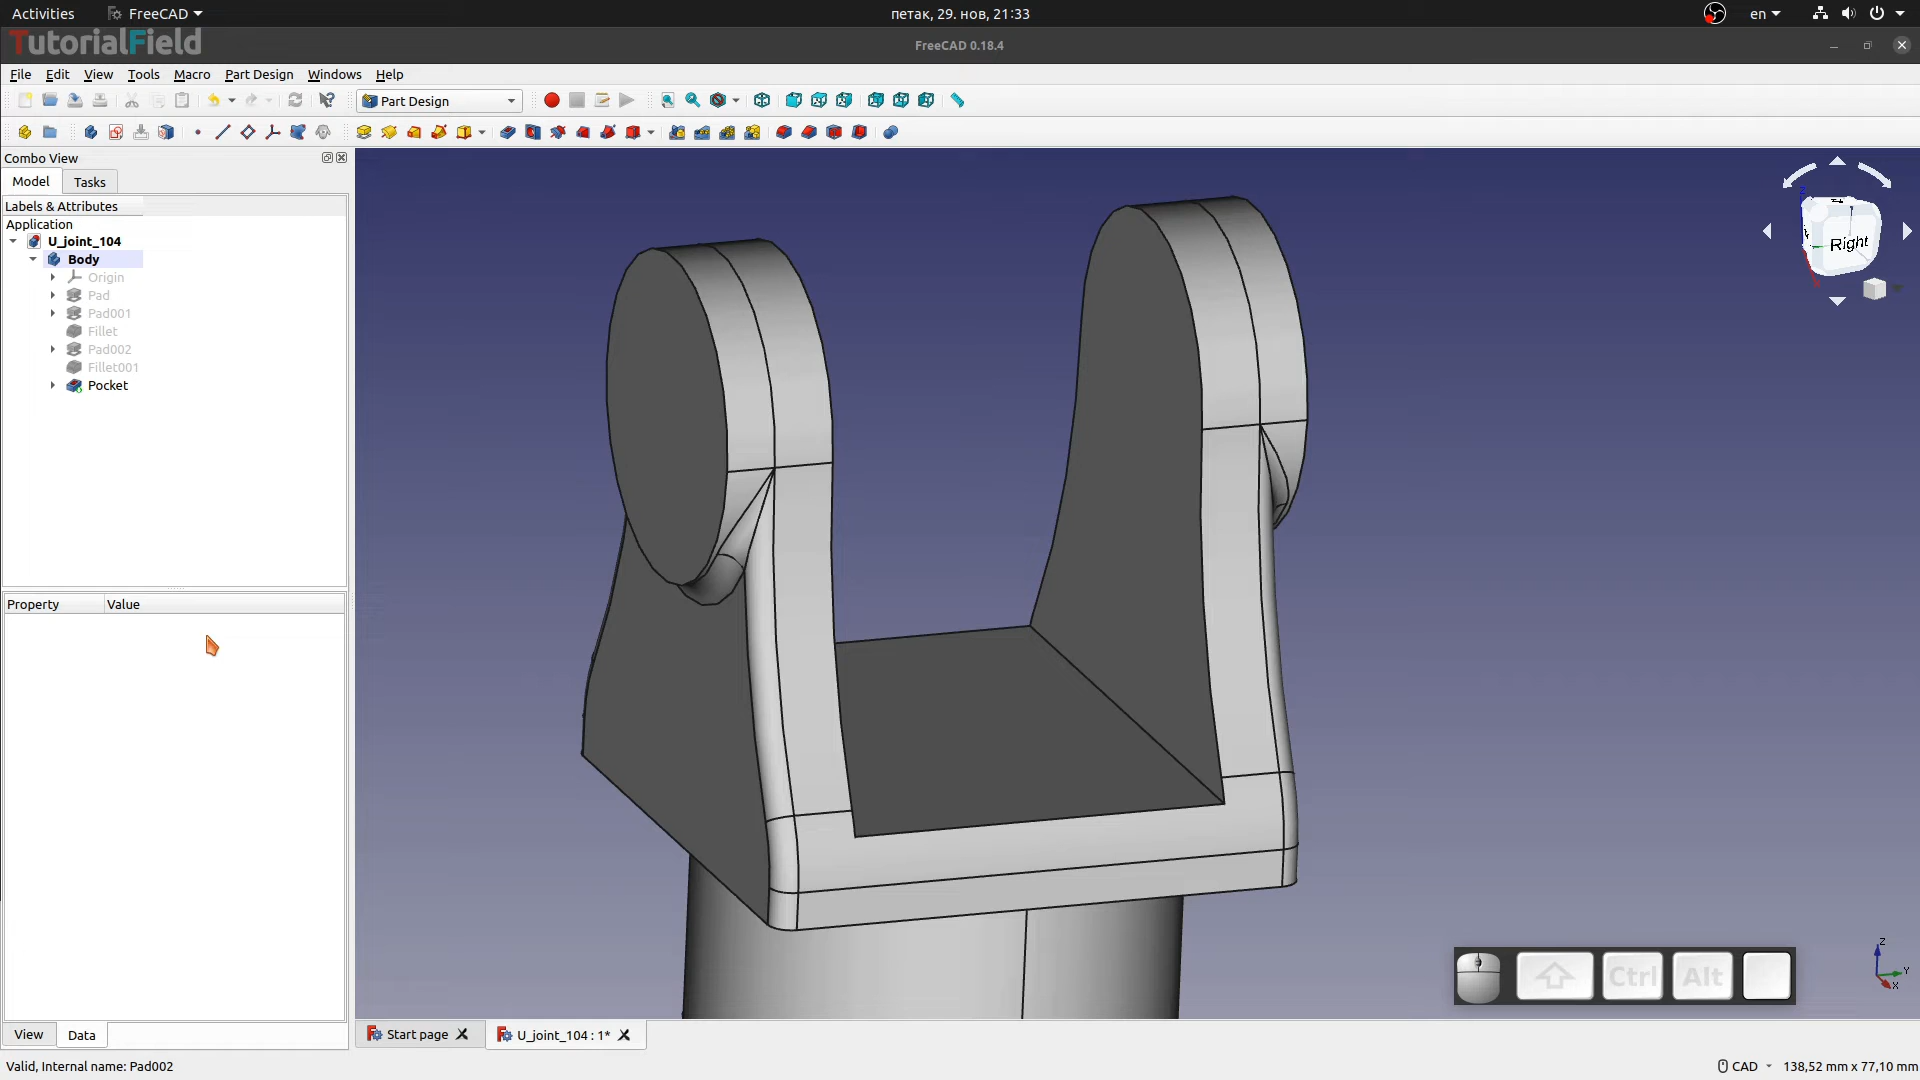 Activities FreeCAD петак, 29. нов, 21:33 en
TutorialField FreeCAD 0.18.4
File Edit View Tools Macro Part Design Windows Help
Part Design
Combo View
Model Tasks
Labels & Attributes
Application
U_joint_104
Body
Origin
Pad
Pad001
Fillet
Pad002
Fillet001
Pocket
Right
Property Value
Z
Y
X
Ctrl Alt
View Data Start page U_joint_104 : 1*
Valid, Internal name: Pad002 CAD 138,52 mm x 77,10 mm